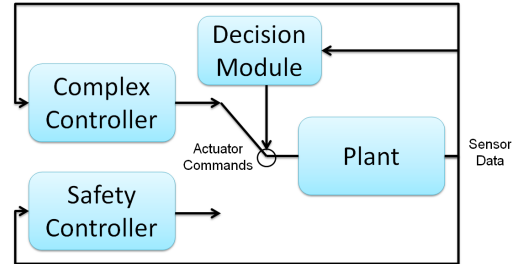 Decision
Module
Complex
Controller
Actuator
Commands
Plant
Sensor
Data
Safety
Controller